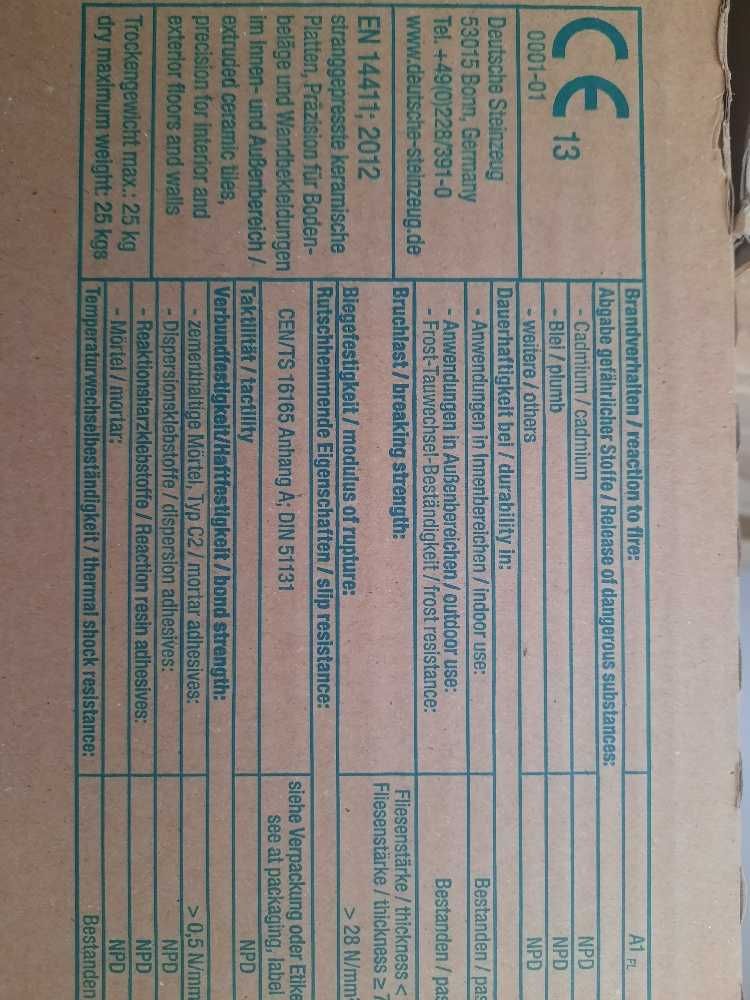 CE 13
0001-01
Deutsche Steinzeug
53015 Bonn, Germany
Tel. +49(0)228/391-0
www.deutsche-steinzeug.de
EN 14411; 2012
stranggepresste keramische
Platten, Präzision für Boden-
beläge und Wandbekleidungen
im Innen- und Außenbereich /
extruded ceramic tiles,
precision for interior and
exterior floors and walls
Trockengewicht max.: 25 kg
dry maximum weight: 25 kgs
Brandverhalten / reaction to fire: A1 FL
Abgabe gefährlicher Stoffe / Release of dangerous substances:
- Cadmium / cadmium NPD
- Blei / plumb NPD
- weitere / others NPD
Dauerhaftigkeit bei / durability in:
- Anwendungen in Innenbereichen / indoor use: Bestanden / pas
- Anwendungen in Außenbereichen / outdoor use:
- Frost-Tauwechsel-Beständigkeit / frost resistance: Bestanden / pas
Bruchlast / breaking strength: Fliesenstärke / thickness <
Fliesenstärke / thickness ≥ 7
Biegefestigkeit / modulus of rupture: > 28 N/mm²
Rutschhemmende Eigenschaften / slip resistance:
CEN/TS 16165 Anhang A; DIN 51131 siehe Verpackung oder Etike
see at packaging, label
Taktilität / tactility NPD
Verbundfestigkeit/Haftfestigkeit / bond strength:
- zementhaltige Mörtel, Typ C2 / mortar adhesives: > 0,5 N/mm
- Dispersionsklebstoffe / dispersion adhesives: NPD
- Reaktionsharzklebstoffe / Reaction resin adhesives: NPD
- Mörtel / mortar: NPD
Temperaturwechselbeständigkeit / thermal shock resistance: Bestanden